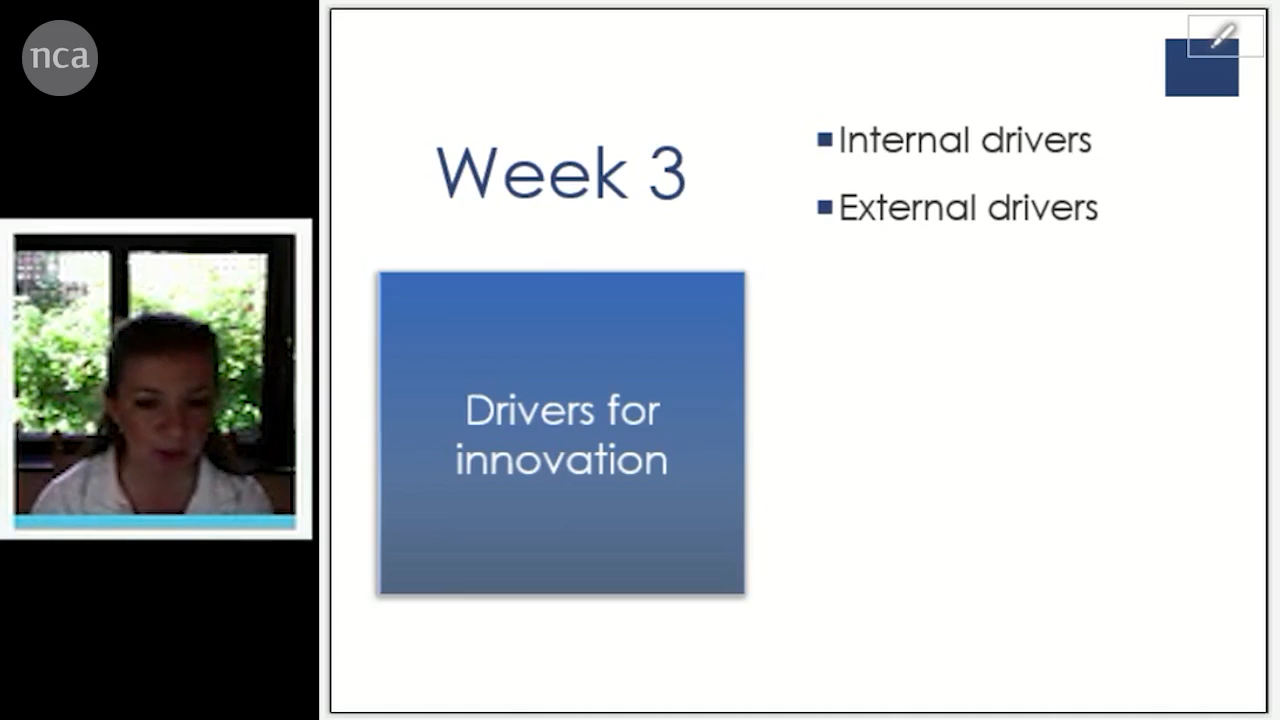 nca
Week 3
Internal drivers
External drivers
Drivers for
innovation